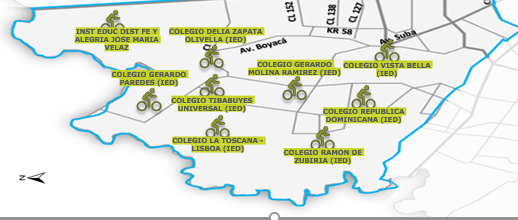 CL 152
CL 132
CL 127
KR 58
Av. Suba
Av. Boyacá
INST EDUC DIST FE Y
ALEGRIA JOSE MARIA
VELAZ
COLEGIO DELIA ZAPATA
OLIVELLA (IED)
COLEGIO GERARDO
MOLINA RAMIREZ (IED)
COLEGIO VISTA BELLA
(IED)
COLEGIO GERARDO
PAREDES (IED)
COLEGIO TIBABUYES
UNIVERSAL (IED)
COLEGIO REPUBLICA
DOMINICANA (IED)
COLEGIO LA TOSCANA -
LISBOA (IED)
COLEGIO RAMON DE
ZUBIRIA (IED)
N